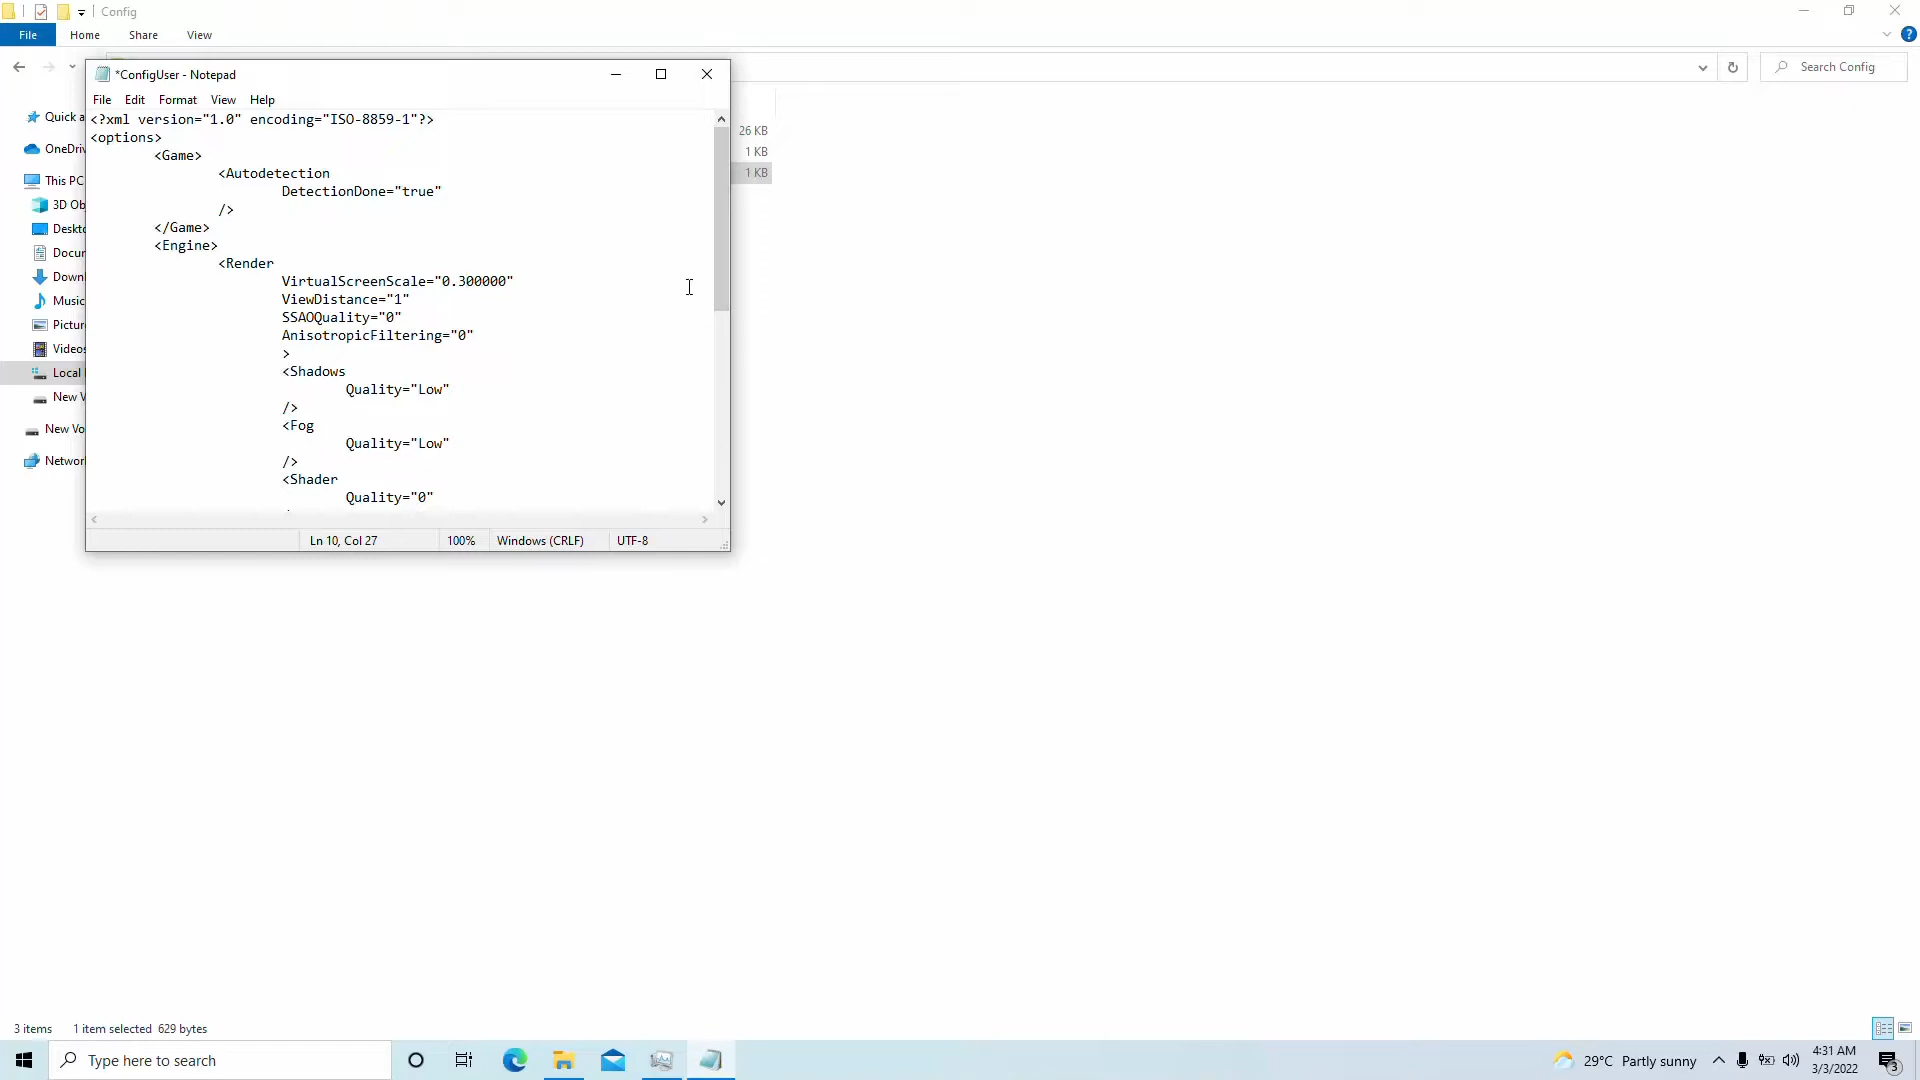 Config
File Home Share View
Search Config
*ConfigUser - Notepad
File Edit Format View Help
<?xml version="1.0" encoding="ISO-8859-1"?>
<options>
<Game>
<Autodetection
DetectionDone="true"
/>
</Game>
<Engine>
<Render
VirtualScreenScale="0.300000"
ViewDistance="1"
SSAOQuality="0"
AnisotropicFiltering="0"
>
<Shadows
Quality="Low"
/>
<Fog
Quality="Low"
/>
<Shader
Quality="0"
Ln 10, Col 27 100% Windows (CRLF) UTF-8
Quick a
OneDriv
This PC
3D Ob
Deskto
Docur
Downl
Music
Pictur
Videos
Local
New V
New Vo
Networ
26 KB
1 KB
1 KB
3 items 1 item selected 629 bytes
Type here to search
29°C Partly sunny
4:31 AM
3/3/2022
3